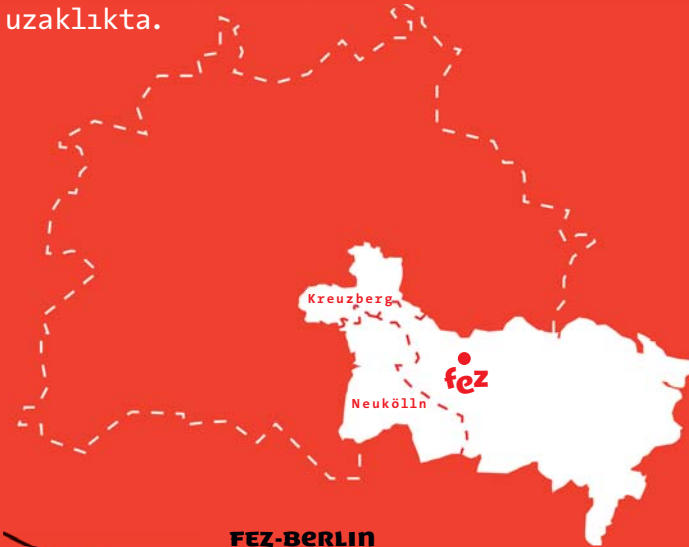 uzaklıkta.
Kreuzberg
fez
Neukölln
FEZ-BERLIN